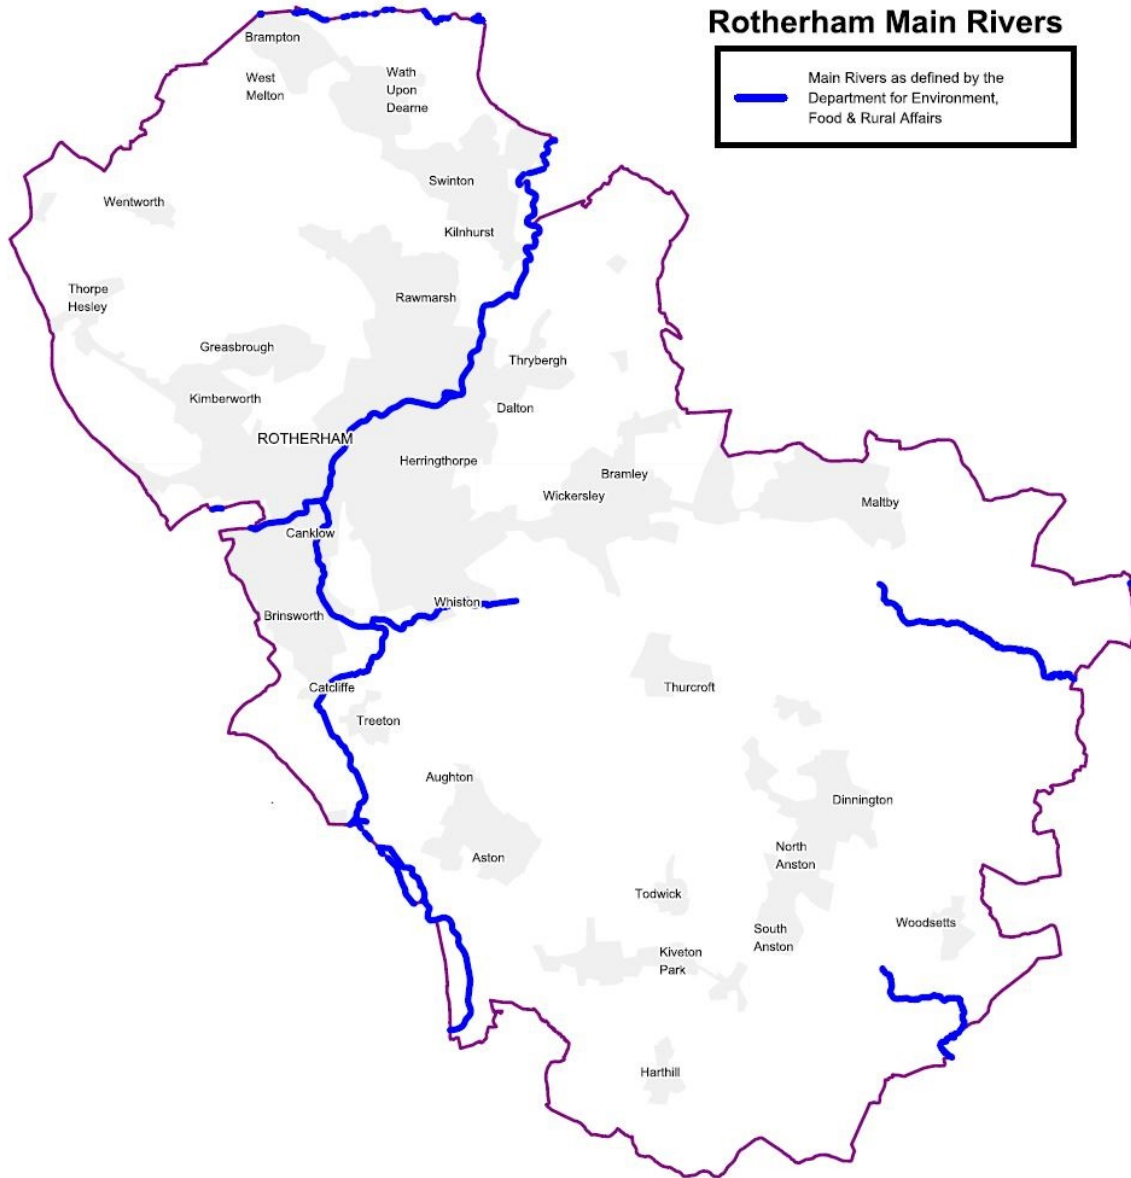 Rotherham Main Rivers
Main Rivers as defined by the
Department for Environment,
Food & Rural Affairs
Brampton
West
Melton
Wath
Upon
Dearne
Swinton
Wentworth
Kilnhurst
Thorpe
Hesley
Rawmarsh
Greasbrough
Thrybergh
Kimberworth
Dalton
ROTHERHAM
Herringthorpe
Bramley
Wickersley
Maltby
Canklow
Whiston
Brinsworth
Catcliffe
Thurcroft
Treeton
Aughton
Dinnington
Aston
North
Anston
Todwick
Woodsetts
South
Anston
Kiveton
Park
Harthill